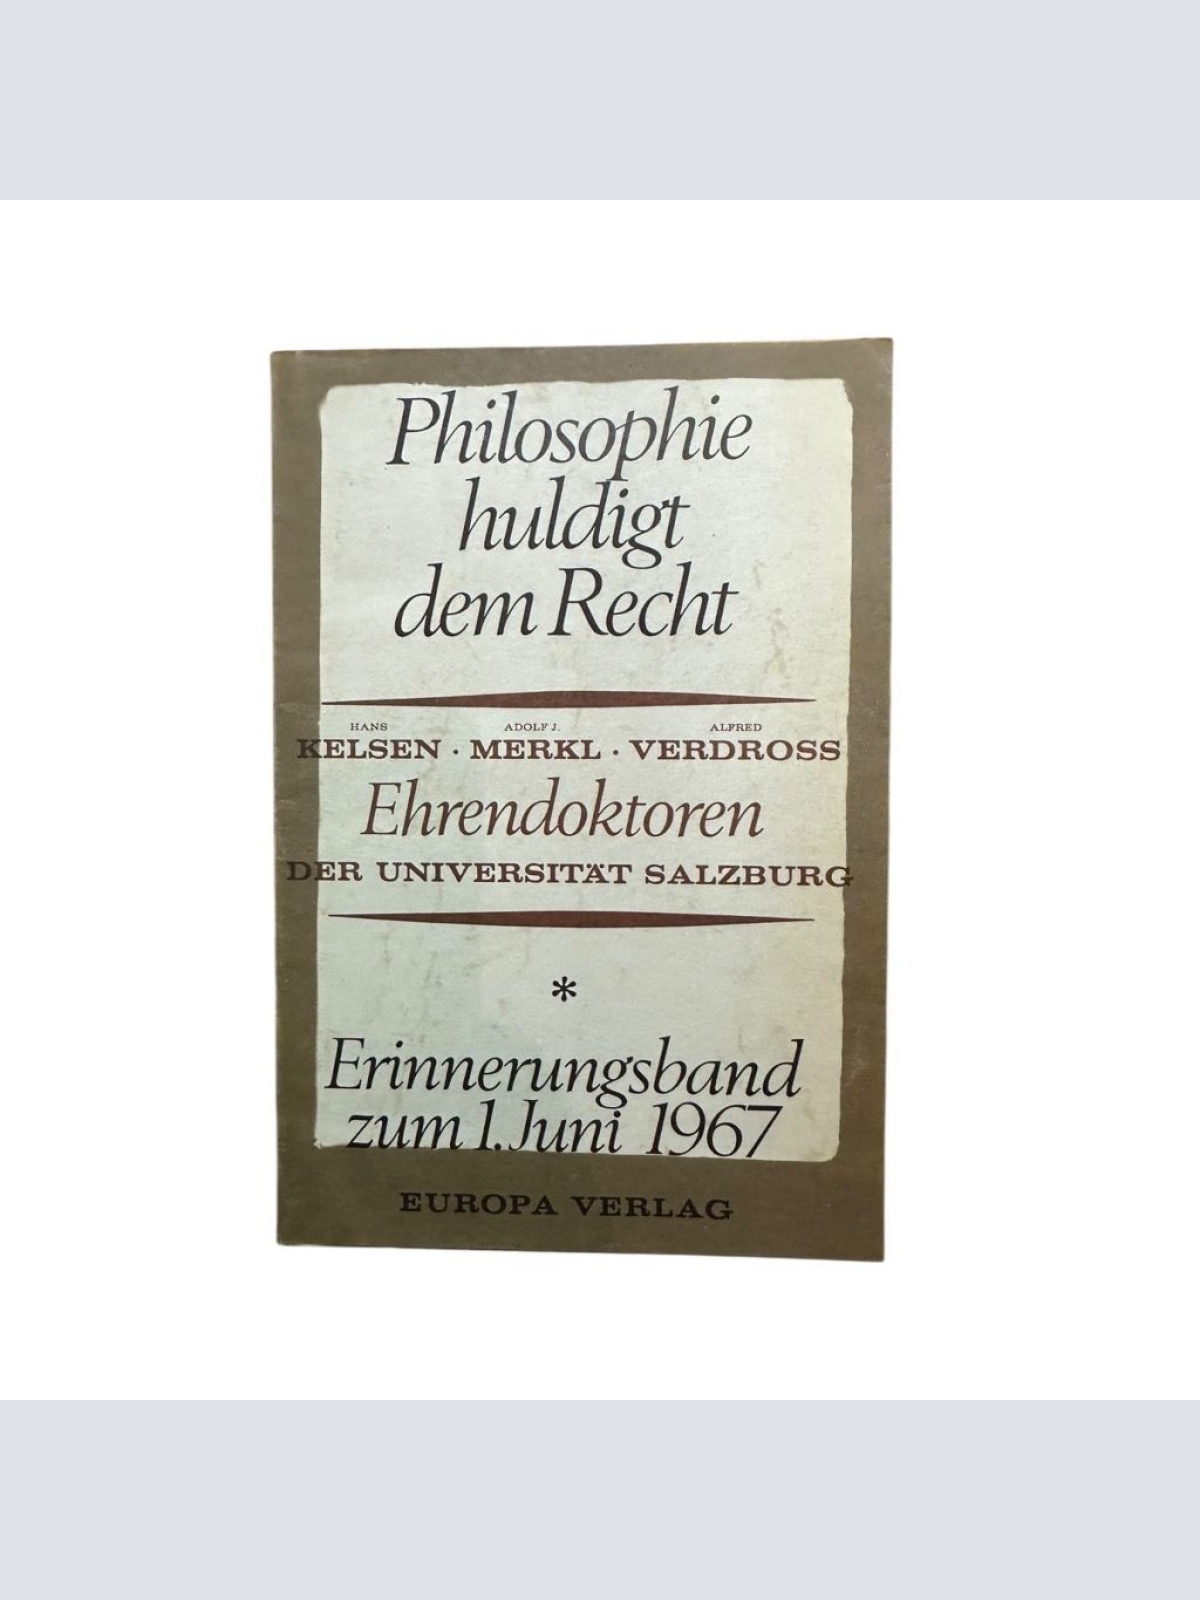 Philosophie
huldigt
dem Recht
HANS ADOLF J. ALFRED
KELSEN · MERKL · VERDROSS
Ehrendoktoren
DER UNIVERSITÄT SALZBURG
*
Erinnerungsband
zum 1. Juni 1967
EUROPA VERLAG